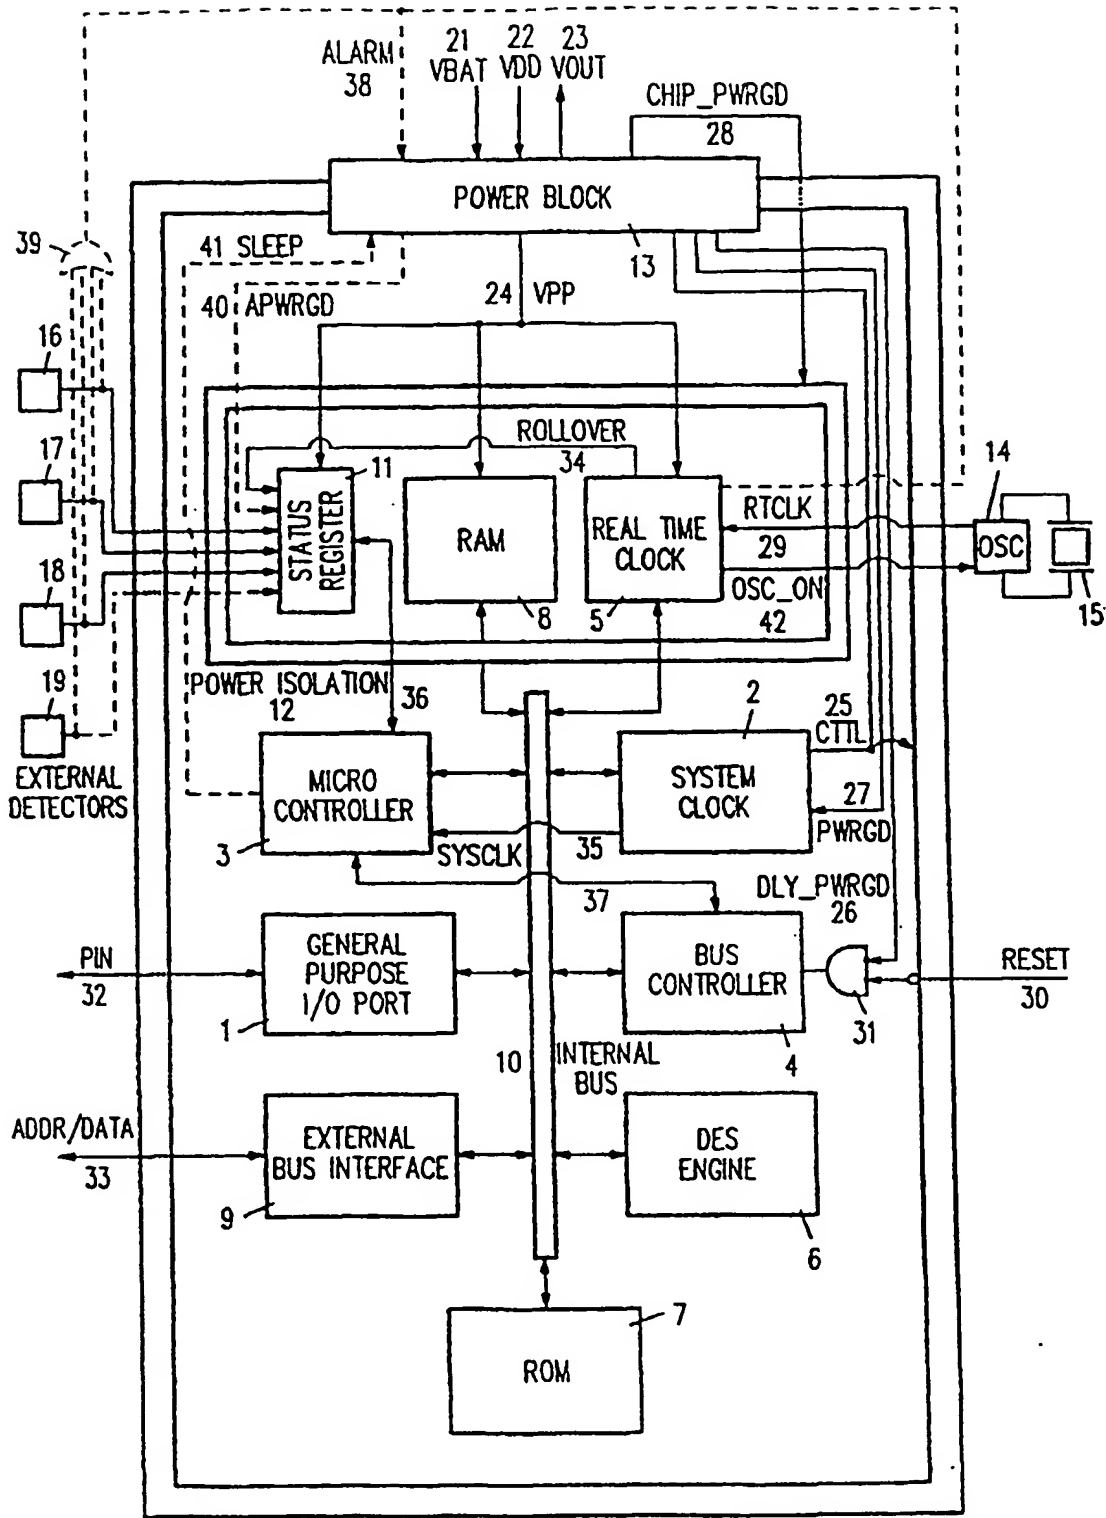 ALARM
38
21
VBAT
22
VDD
23
VOUT
CHIP_PWRGD
28
POWER BLOCK
13
39
41 SLEEP
40 APWRGD
24 VPP
16
17
18
19
EXTERNAL
DETECTORS
ROLLOVER
34
11
STATUS
REGISTER
RAM
8
REAL TIME
CLOCK
5
RTCLK
29
OSC_ON
42
14
OSC
15
POWER ISOLATION
12
36
MICRO
CONTROLLER
3
2
SYSTEM
CLOCK
25
CTTL
27
PWRGD
SYSCLK
35
37
DLY_PWRGD
26
GENERAL
PURPOSE
I/O PORT
1
PIN
32
BUS
CONTROLLER
4
31
RESET
30
10
INTERNAL
BUS
ADDR/DATA
33
EXTERNAL
BUS INTERFACE
9
DES
ENGINE
6
ROM
7